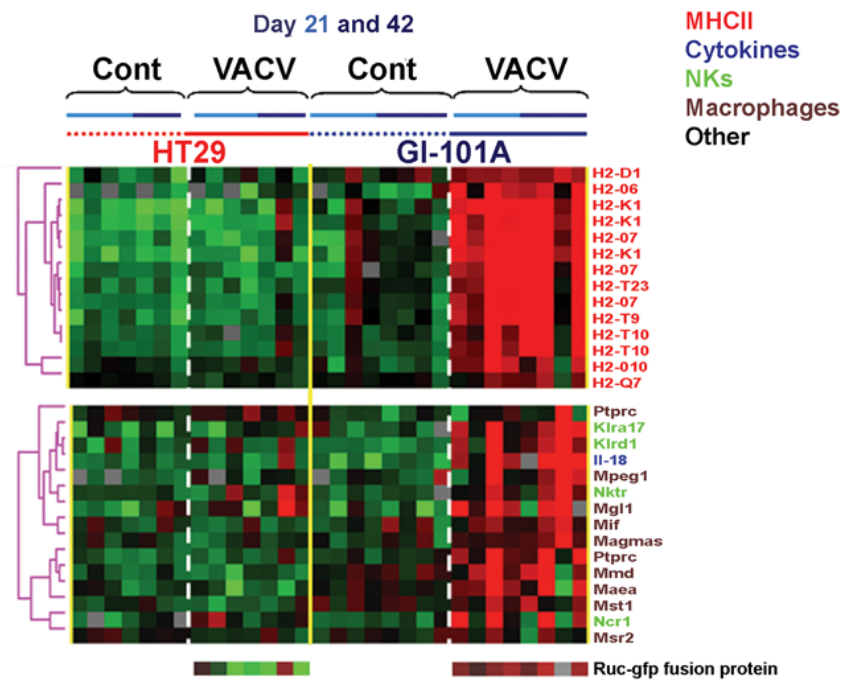 Day 21 and 42
Cont VACV Cont VACV
HT29 GI-101A
MHCII
Cytokines
NKs
Macrophages
Other
H2-D1
H2-06
H2-K1
H2-K1
H2-07
H2-K1
H2-07
H2-T23
H2-07
H2-T9
H2-T10
H2-T10
H2-010
H2-Q7
Ptprc
Klra17
Klrd1
Il-18
Mpeg1
Nktr
Mgl1
Mif
Magmas
Ptprc
Mmd
Maea
Mst1
Ncr1
Msr2
Ruc-gfp fusion protein